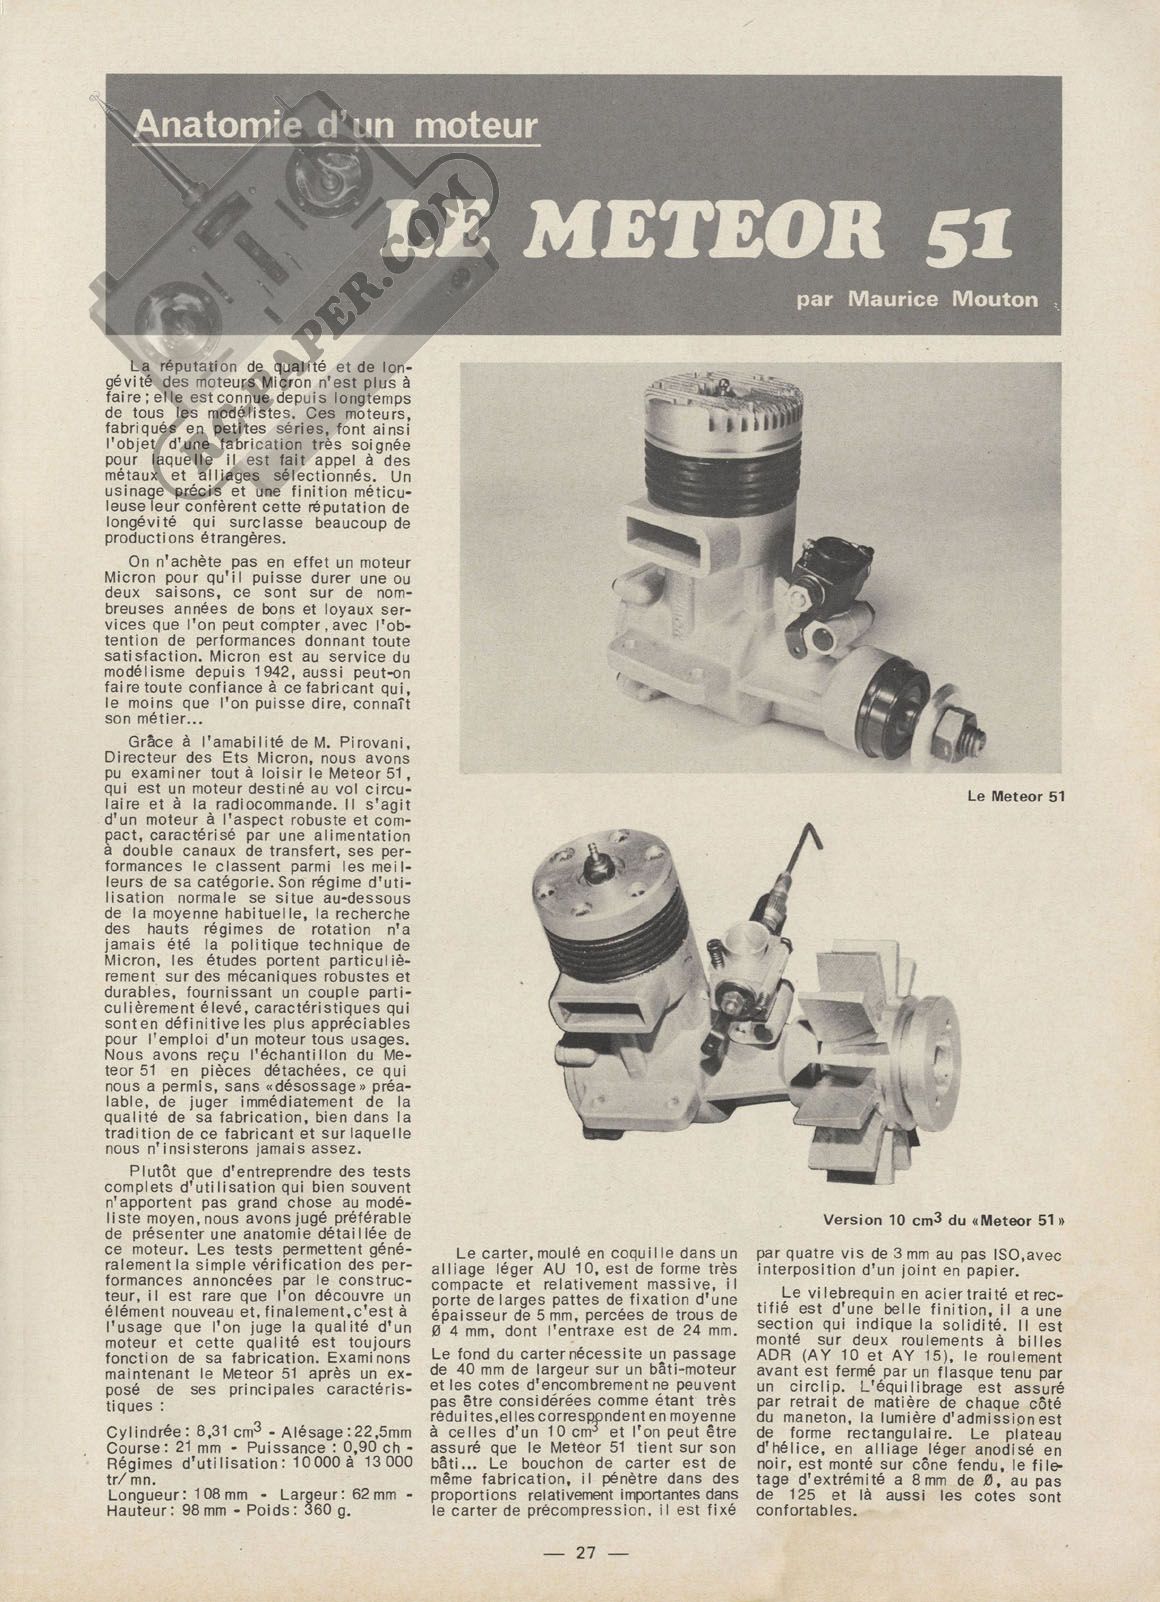 Anatomie d'un moteur
LE METEOR 51
par Maurice Mouton
RC-PAPER.COM
La réputation de qualité et de lon-
gévité des moteurs Micron n'est plus à
faire ; elle est connue depuis longtemps
de tous les modélistes. Ces moteurs,
fabriqués en petites séries, font ainsi
l'objet d'une fabrication très soignée
pour laquelle il est fait appel à des
métaux et alliages sélectionnés. Un
usinage précis et une finition méticu-
leuse leur confèrent cette réputation de
longévité qui surclasse beaucoup de
productions étrangères.
On n'achète pas en effet un moteur
Micron pour qu'il puisse durer une ou
deux saisons, ce sont sur de nom-
breuses années de bons et loyaux ser-
vices que l'on peut compter, avec l'ob-
tention de performances donnant toute
satisfaction. Micron est au service du
modélisme depuis 1942, aussi peut-on
faire toute confiance à ce fabricant qui,
le moins que l'on puisse dire, connaît
son métier...
Grâce à l'amabilité de M. Pirovani,
Directeur des Ets Micron, nous avons
pu examiner tout à loisir le Meteor 51,
qui est un moteur destiné au vol circu-
laire et à la radiocommande. Il s'agit
d'un moteur à l'aspect robuste et com-
pact, caractérisé par une alimentation
à double canaux de transfert, ses per-
formances le classent parmi les meil-
leurs de sa catégorie. Son régime d'uti-
lisation normale se situe au-dessous
de la moyenne habituelle, la recherche
des hauts régimes de rotation n'a
jamais été la politique technique de
Micron, les études portent particuliè-
rement sur des mécaniques robustes et
durables, fournissant un couple parti-
culièrement élevé, caractéristiques qui
sont en définitive les plus appréciables
pour l'emploi d'un moteur tous usages.
Nous avons reçu l'échantillon du Me-
teor 51 en pièces détachées, ce qui
nous a permis, sans «désossage» préa-
lable, de juger immédiatement de la
qualité de sa fabrication, bien dans la
tradition de ce fabricant et sur laquelle
nous n'insisterons jamais assez.
Plutôt que d'entreprendre des tests
complets d'utilisation qui bien souvent
n'apportent pas grand chose au modé-
liste moyen, nous avons jugé préférable
de présenter une anatomie détaillée de
ce moteur. Les tests permettent géné-
ralement la simple vérification des per-
formances annoncées par le construc-
teur, il est rare que l'on découvre un
élément nouveau et, finalement, c'est à
l'usage que l'on juge la qualité d'un
moteur et cette qualité est toujours
fonction de sa fabrication. Examinons
maintenant le Meteor 51 après un ex-
posé de ses principales caractéris-
tiques :
Cylindrée : 8,31 cm3 - Alésage : 22,5mm
Course : 21 mm - Puissance : 0,90 ch -
Régimes d'utilisation : 10 000 à 13 000
tr/mn.
Longueur : 108 mm - Largeur : 62 mm -
Hauteur : 98 mm - Poids : 360 g.
Le Meteor 51
Version 10 cm3 du «Meteor 51»
Le carter, moulé en coquille dans un
alliage léger AU 10, est de forme très
compacte et relativement massive, il
porte de larges pattes de fixation d'une
épaisseur de 5 mm, percées de trous de
Ø 4 mm, dont l'entraxe est de 24 mm.
Le fond du carter nécessite un passage
de 40 mm de largeur sur un bâti-moteur
et les cotes d'encombrement ne peuvent
pas être considérées comme étant très
réduites, elles correspondent en moyenne
à celles d'un 10 cm3 et l'on peut être
assuré que le Meteor 51 tient sur son
bâti... Le bouchon de carter est de
même fabrication, il pénètre dans des
proportions relativement importantes dans
le carter de précompression, il est fixé
par quatre vis de 3 mm au pas ISO, avec
interposition d'un joint en papier.
Le vilebrequin en acier traité et rec-
tifié est d'une belle finition, il a une
section qui indique la solidité. Il est
monté sur deux roulements à billes
ADR (AY 10 et AY 15), le roulement
avant est fermé par un flasque tenu par
un circlip. L'équilibrage est assuré
par retrait de matière de chaque côté
du maneton, la lumière d'admission est
de forme rectangulaire. Le plateau
d'hélice, en alliage léger anodisé en
noir, est monté sur cône fendu, le file-
tage d'extrémité a 8 mm de Ø, au pas
de 125 et là aussi les cotes sont
confortables.
— 27 —